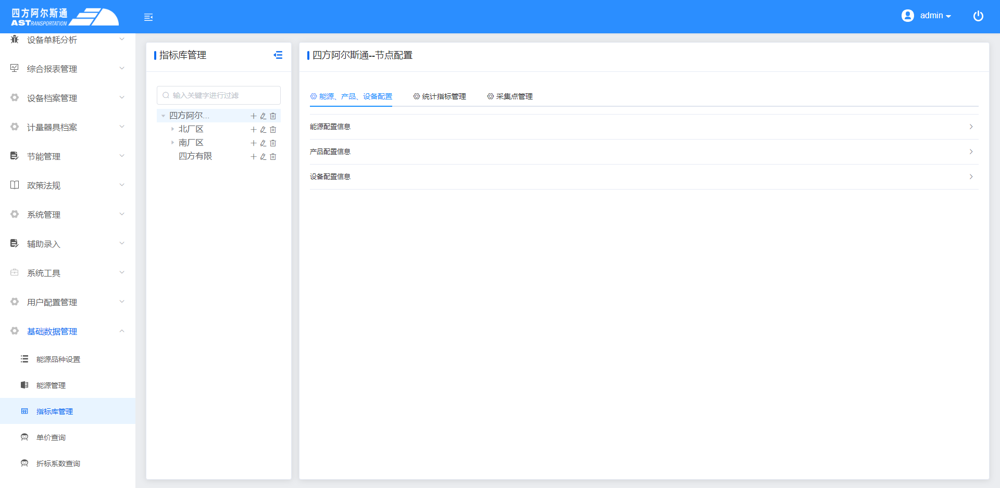 四方阿尔斯通
AST RANSPORTATION
admin
设备单耗分析
综合报表管理
设备档案管理
计量器具档案
节能管理
政策法规
系统管理
辅助录入
系统工具
用户配置管理
基础数据管理
能源品种设置
能源管理
指标库管理
单价查询
折标系数查询
指标库管理
输入关键字进行过滤
四方阿尔...
北厂区
南厂区
四方有限
四方阿尔斯通--节点配置
能源、产品、设备配置
统计指标管理
采集点管理
能源配置信息
产品配置信息
设备配置信息